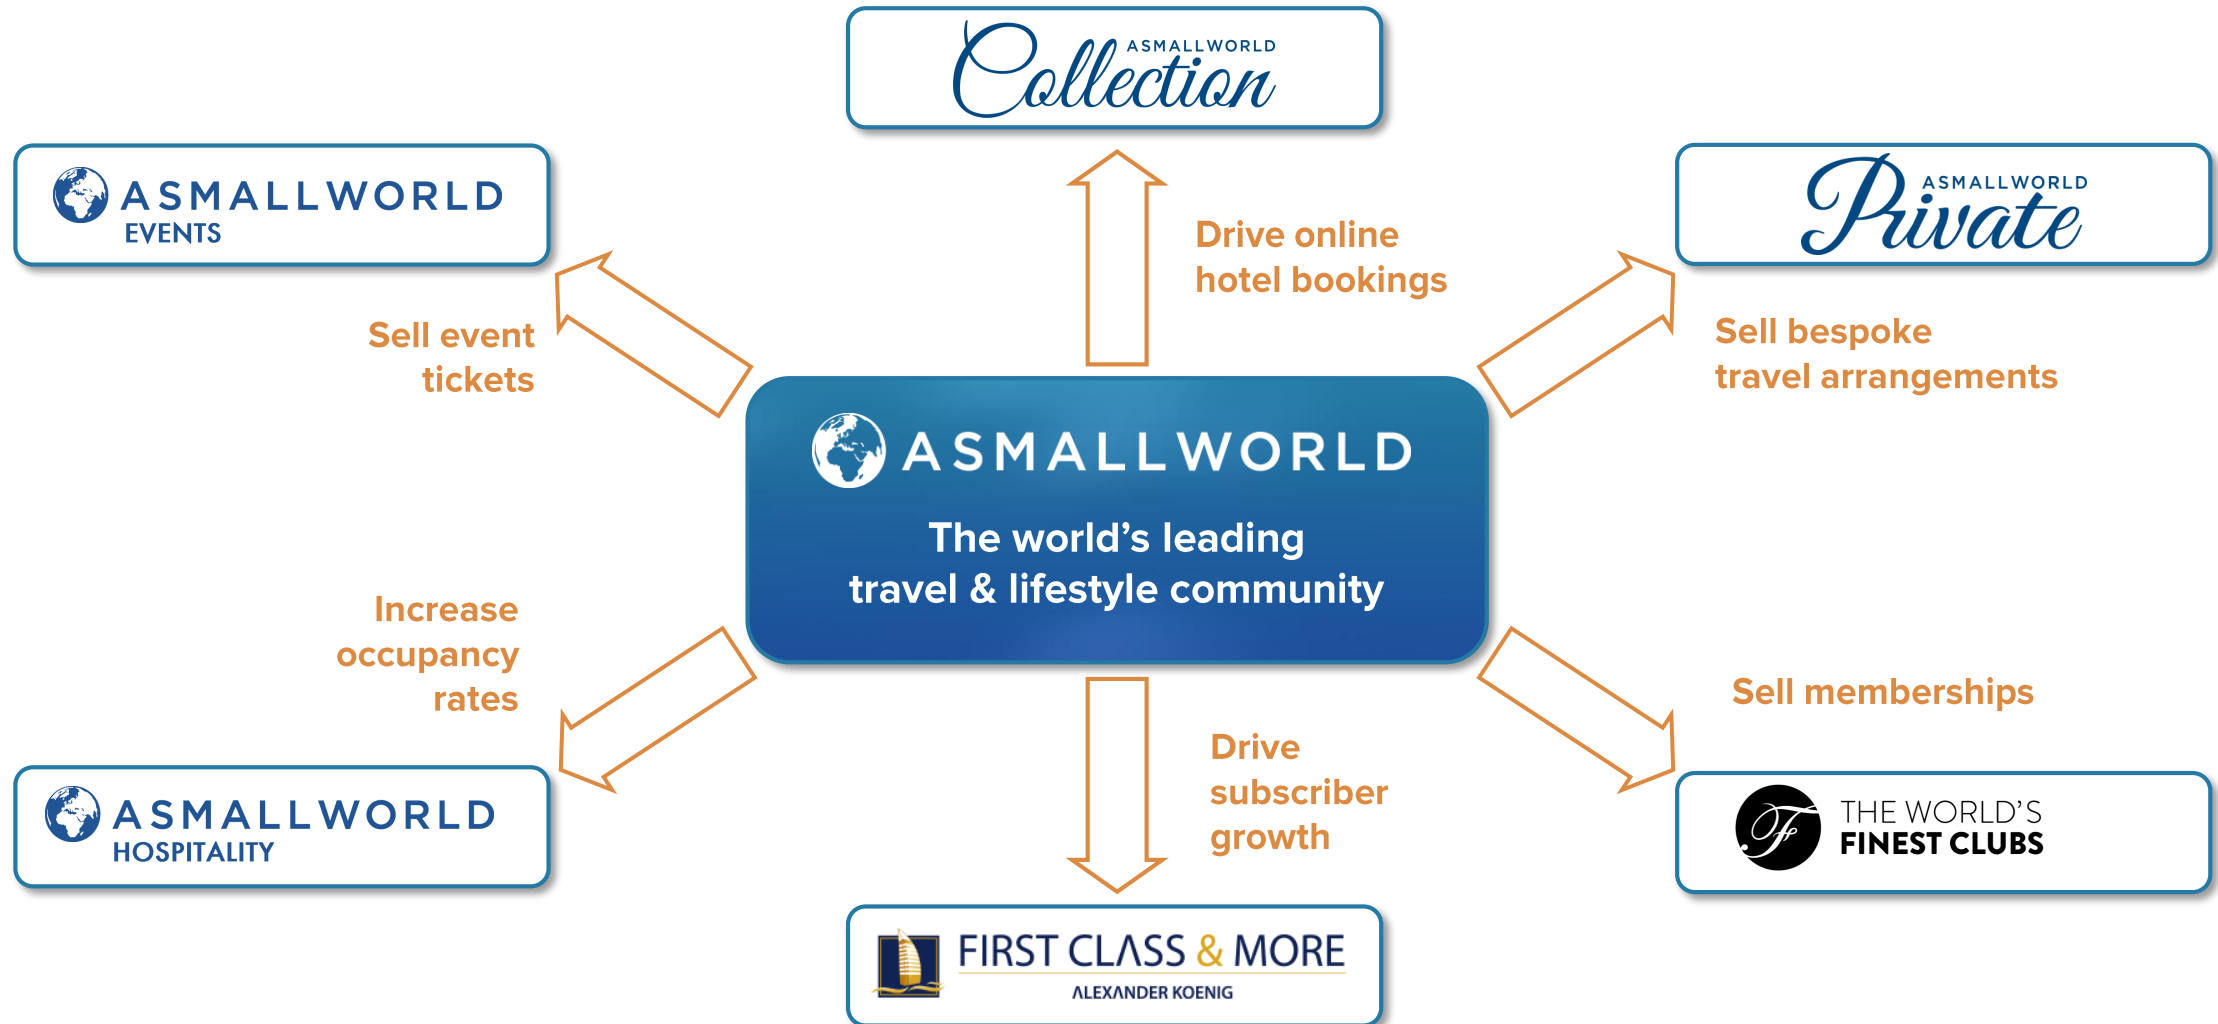 ASMALLWORLD
Collection
ASMALLWORLD
EVENTS
ASMALLWORLD
Private
Drive online
hotel bookings
Sell event
tickets
Sell bespoke
travel arrangements
ASMALLWORLD
The world’s leading
travel & lifestyle community
Increase
occupancy
rates
Sell memberships
Drive
subscriber
growth
ASMALLWORLD
HOSPITALITY
THE WORLD’S
FINEST CLUBS
FIRST CLASS & MORE
ALEXANDER KOENIG